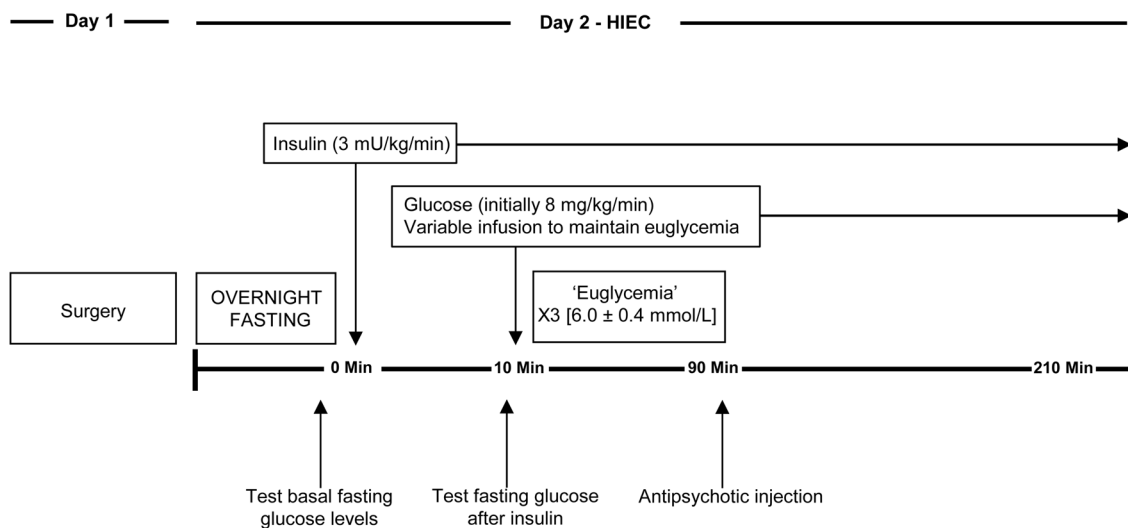 Day 1
Day 2 - HIEC
Insulin (3 mU/kg/min)
Glucose (initially 8 mg/kg/min)
Variable infusion to maintain euglycemia
Surgery
OVERNIGHT
FASTING
‘Euglycemia’
X3 [6.0 ± 0.4 mmol/L]
0 Min
10 Min
90 Min
210 Min
Test basal fasting
glucose levels
Test fasting glucose
after insulin
Antipsychotic injection